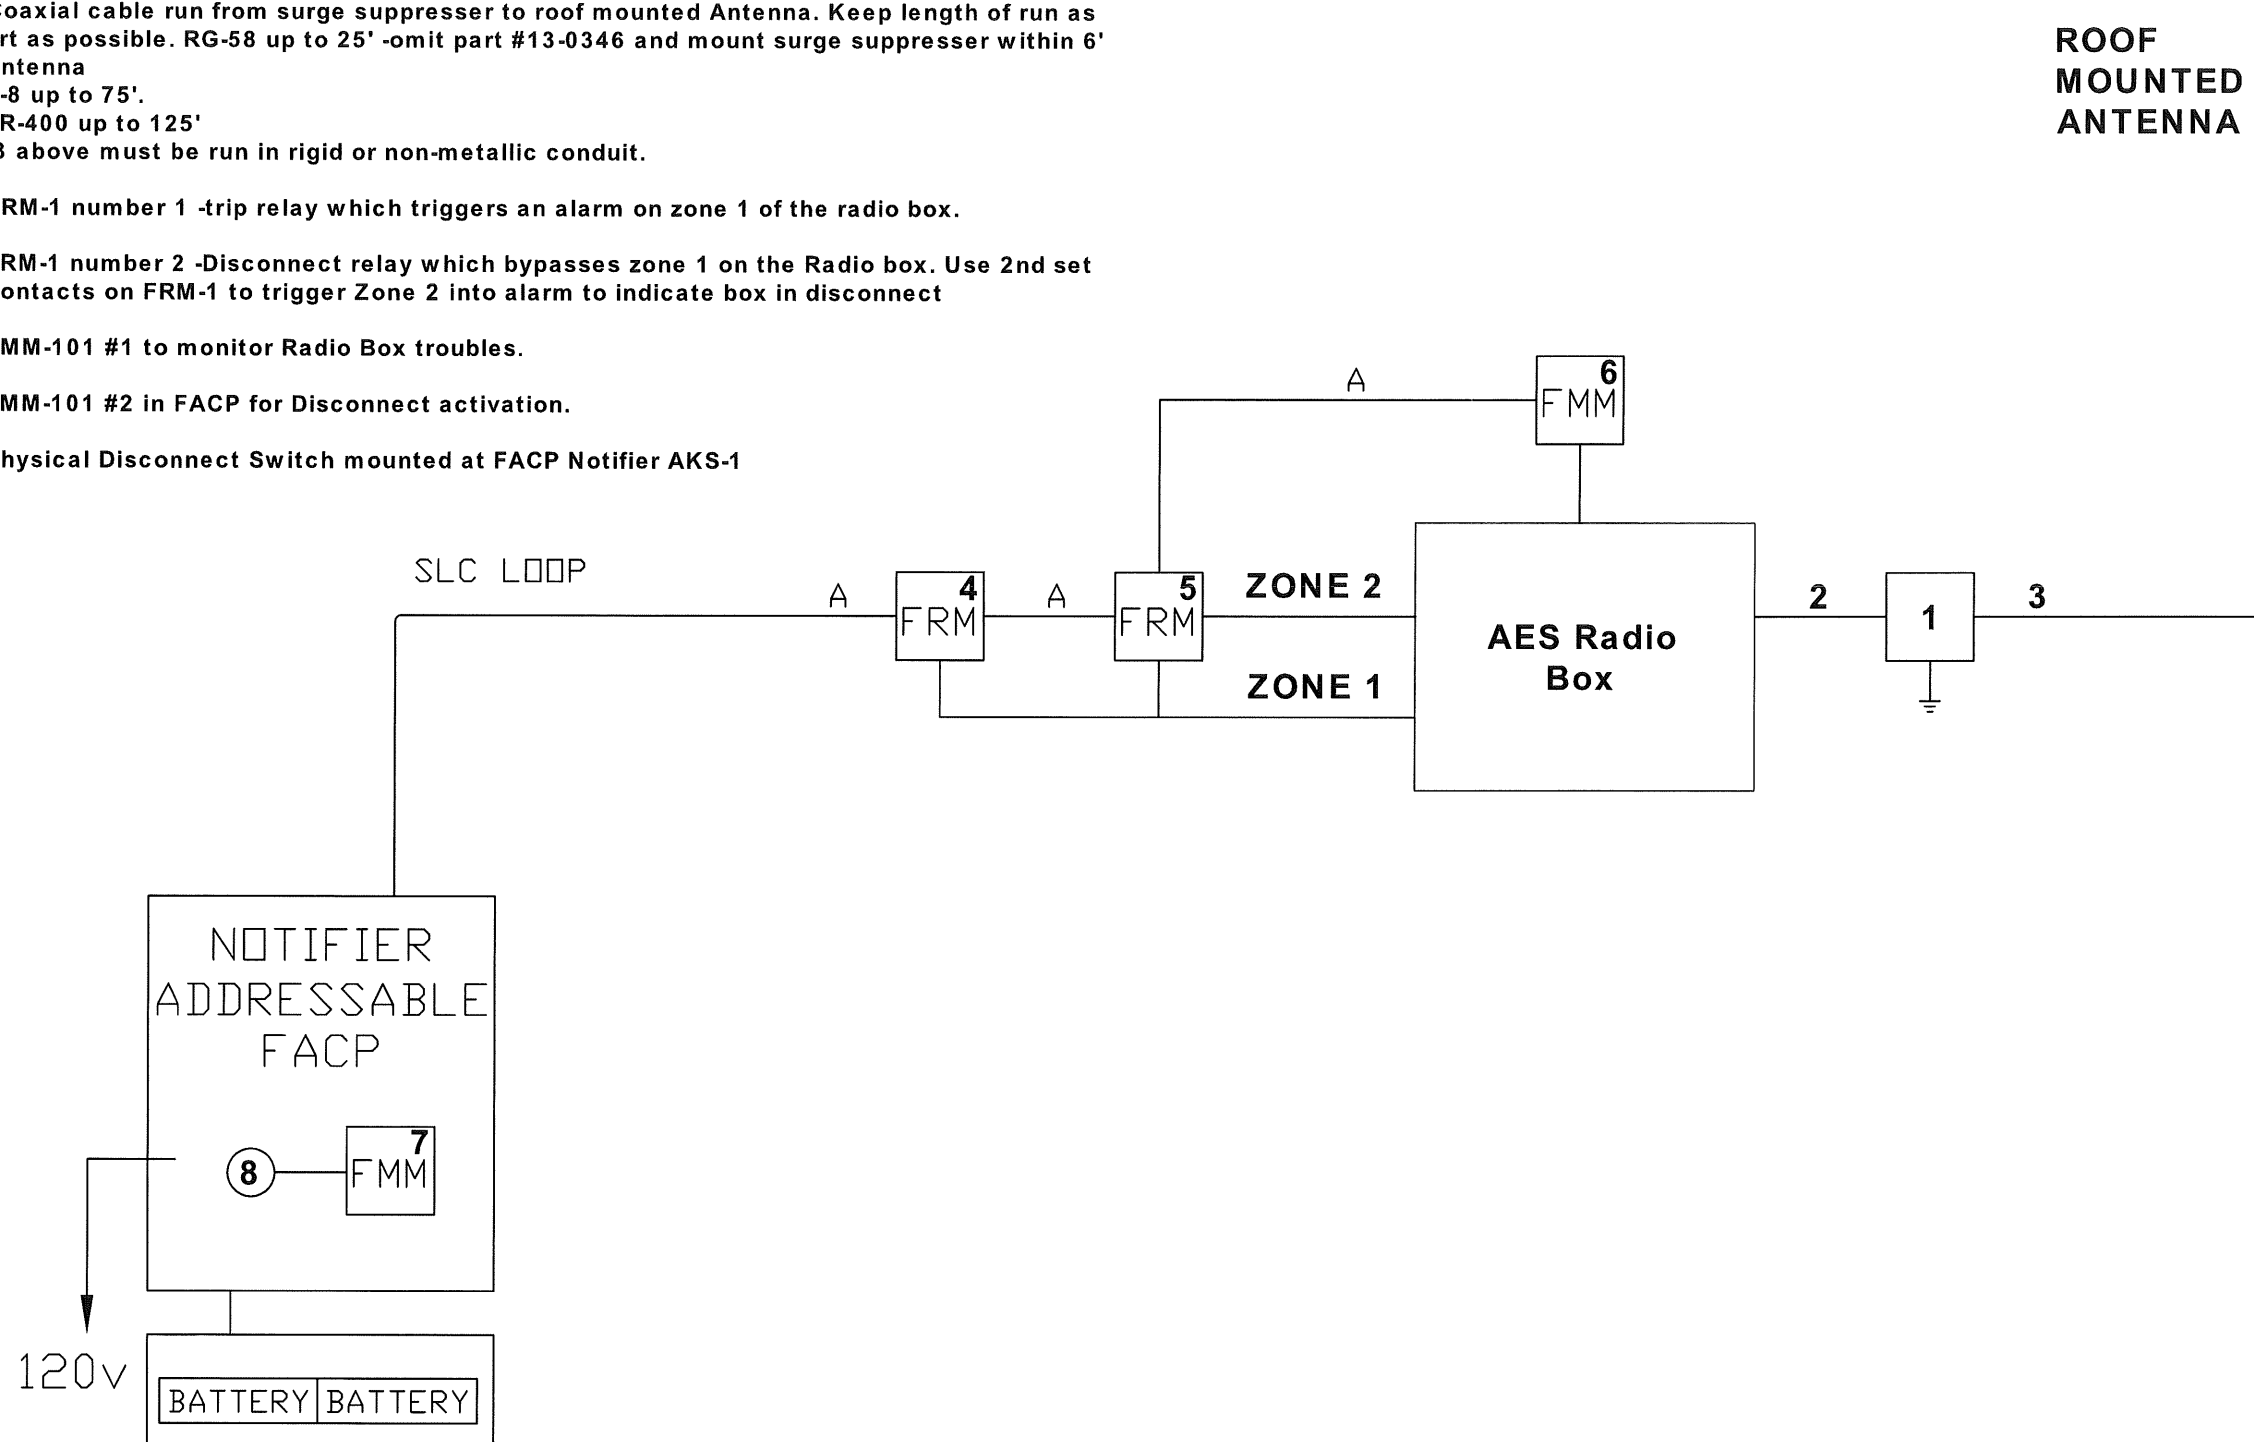 oaxial cable run from surge suppresser to roof mounted Antenna. Keep length of run as
rt as possible. RG-58 up to 25' -omit part #13-0346 and mount surge suppresser within 6'
ntenna
-8 up to 75'.
R-400 up to 125'
3 above must be run in rigid or non-metallic conduit.
RM-1 number 1 -trip relay which triggers an alarm on zone 1 of the radio box.
RM-1 number 2 -Disconnect relay which bypasses zone 1 on the Radio box. Use 2nd set
ontacts on FRM-1 to trigger Zone 2 into alarm to indicate box in disconnect
MM-101 #1 to monitor Radio Box troubles.
MM-101 #2 in FACP for Disconnect activation.
hysical Disconnect Switch mounted at FACP Notifier AKS-1
ROOF
MOUNTED
ANTENNA
A
6
FMM
SLC LOOP
A
4
FRM
A
5
FRM
ZONE 2
ZONE 1
AES Radio
Box
2
1
3
NOTIFIER
ADDRESSABLE
FACP
8
7
FMM
120v
BATTERY BATTERY